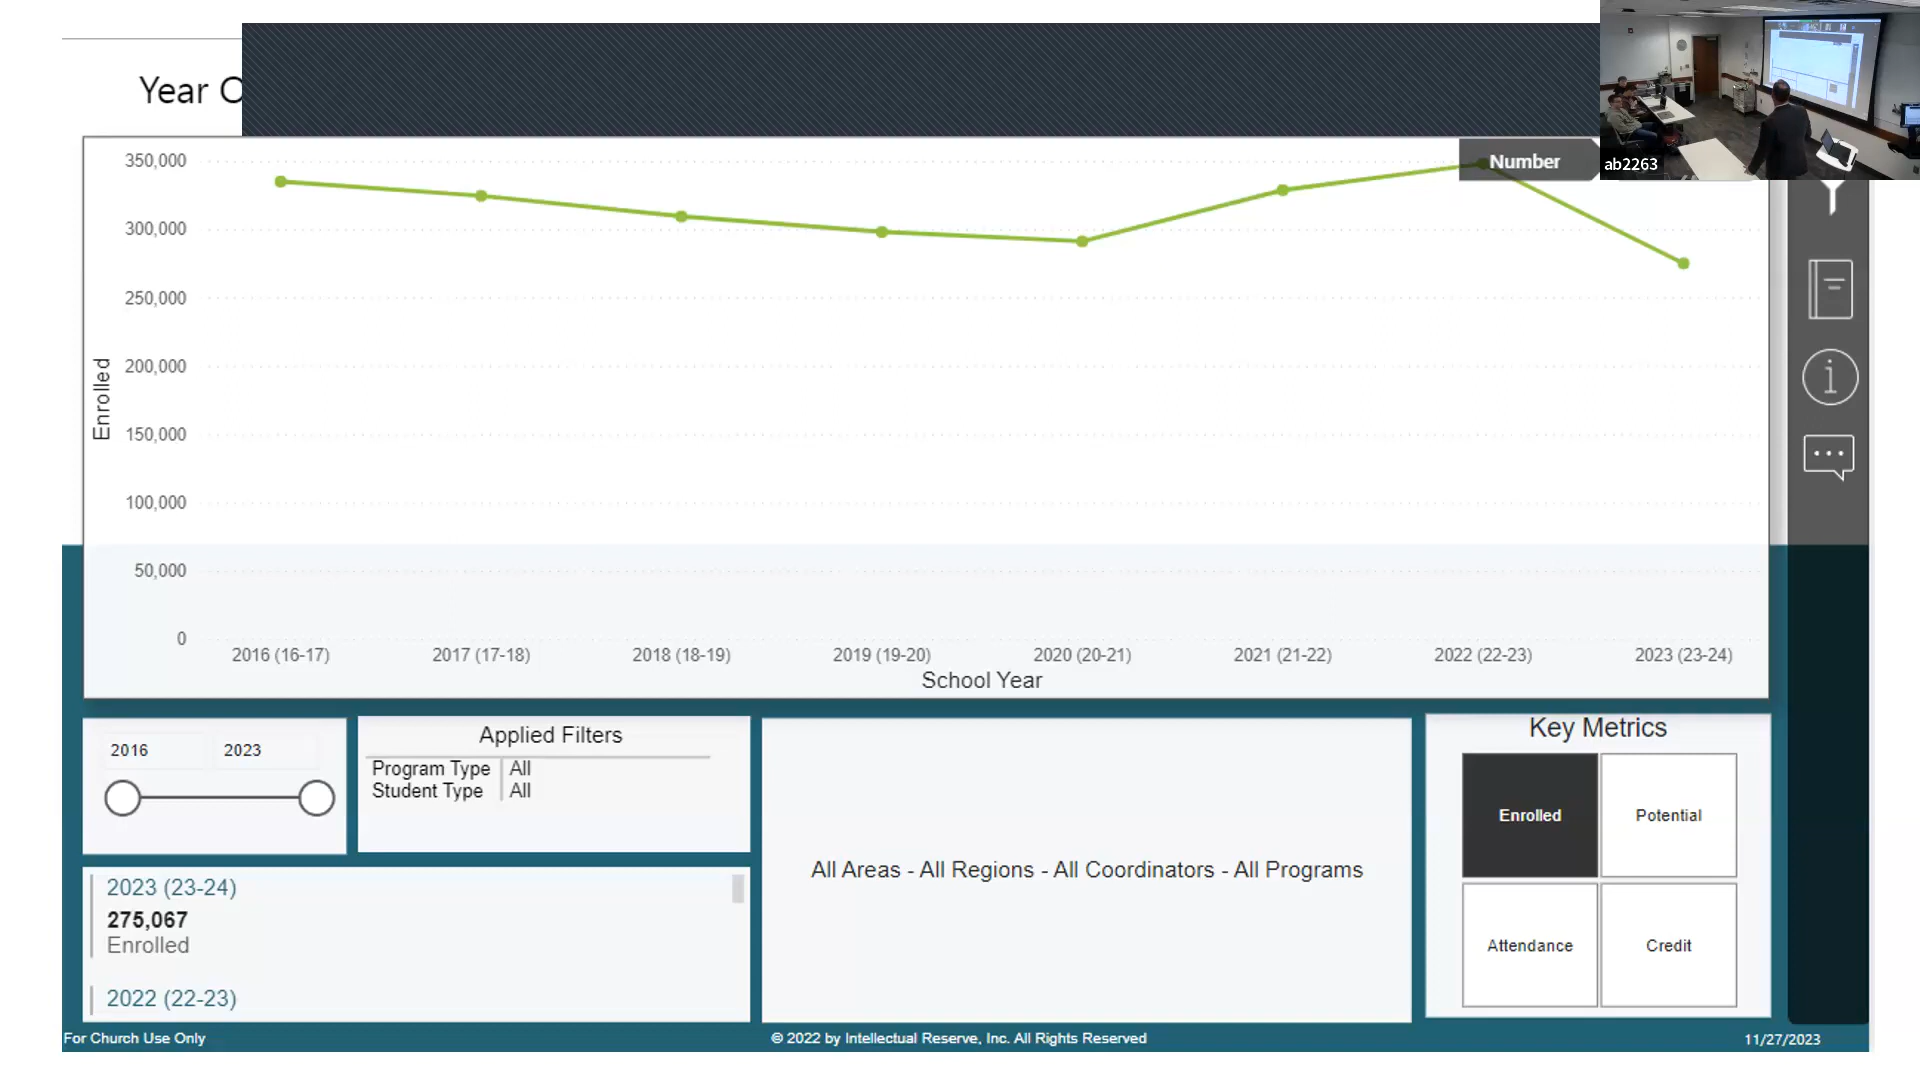 Year O
Number
ab2263
350,000
300,000
250,000
200,000
150,000
100,000
50,000
0
Enrolled
2016 (16-17)
2017 (17-18)
2018 (18-19)
2019 (19-20)
2020 (20-21)
2021 (21-22)
2022 (22-23)
2023 (23-24)
School Year
2016
2023
Applied Filters
Program Type All
Student Type All
2023 (23-24)
275,067
Enrolled
2022 (22-23)
All Areas - All Regions - All Coordinators - All Programs
Key Metrics
Enrolled
Potential
Attendance
Credit
For Church Use Only
© 2022 by Intellectual Reserve, Inc. All Rights Reserved
11/27/2023